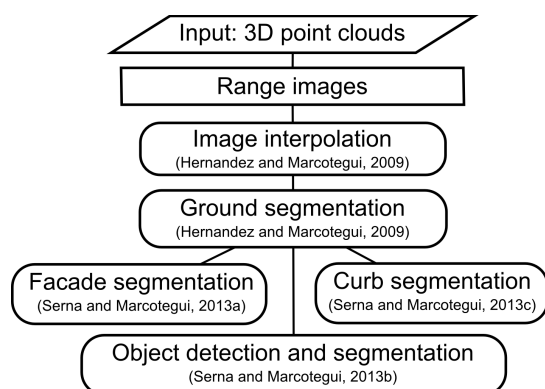 Input: 3D point clouds
Range images
Image interpolation
(Hernandez and Marcotegui, 2009)
Ground segmentation
(Hernandez and Marcotegui, 2009)
Facade segmentation
(Serna and Marcotegui, 2013a)
Curb segmentation
(Serna and Marcotegui, 2013c)
Object detection and segmentation
(Serna and Marcotegui, 2013b)